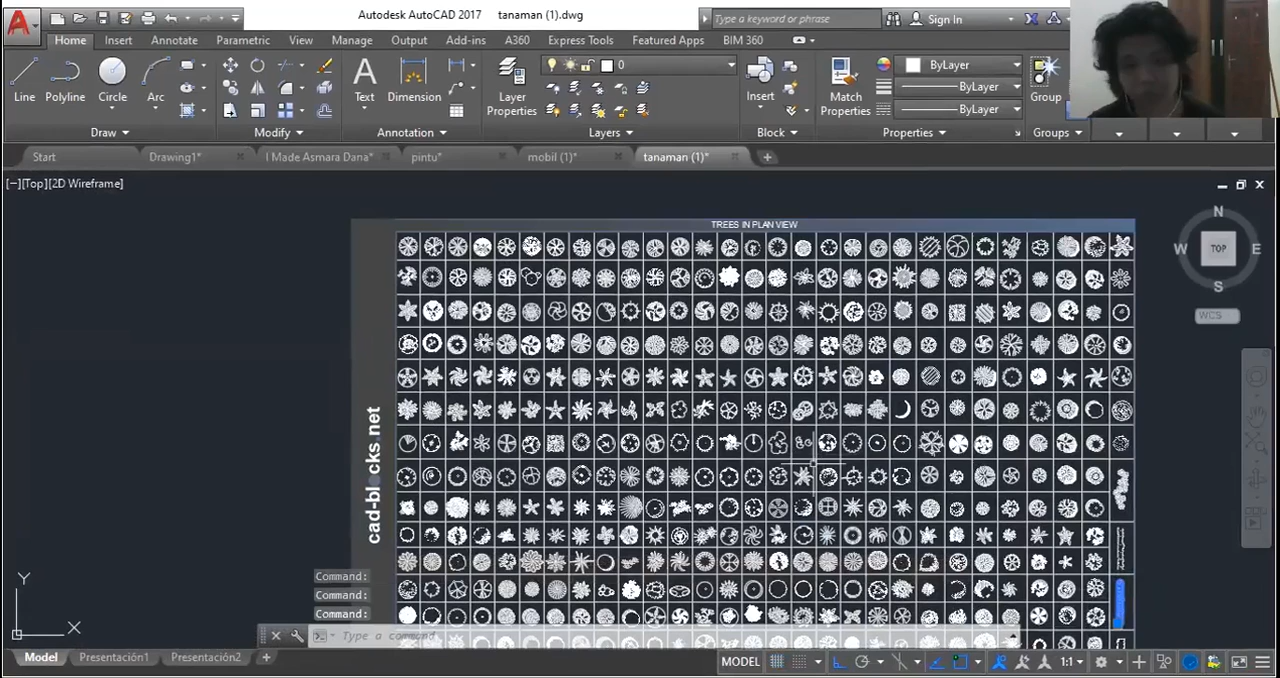 Autodesk AutoCAD 2017 tanaman (1).dwg
Type a keyword or phrase
Sign In
Home Insert Annotate Parametric View Manage Output Add-ins A360 Express Tools Featured Apps BIM 360
Line Polyline Circle Arc
Text Dimension
Layer Properties
0
Insert
Match Properties
ByLayer
ByLayer
ByLayer
Group
Draw Modify Annotation Layers Block Properties Groups
Start Drawing1* I Made Asmara Dana* pintu* mobil (1)* tanaman (1)*
[−][Top][2D Wireframe]
TREES IN PLAN VIEW
N
W TOP E
S
WCS
cad-blocks.net
Y
X
Command:
Command:
Command:
Type a command
Model Presentación1 Presentación2
MODEL 1:1